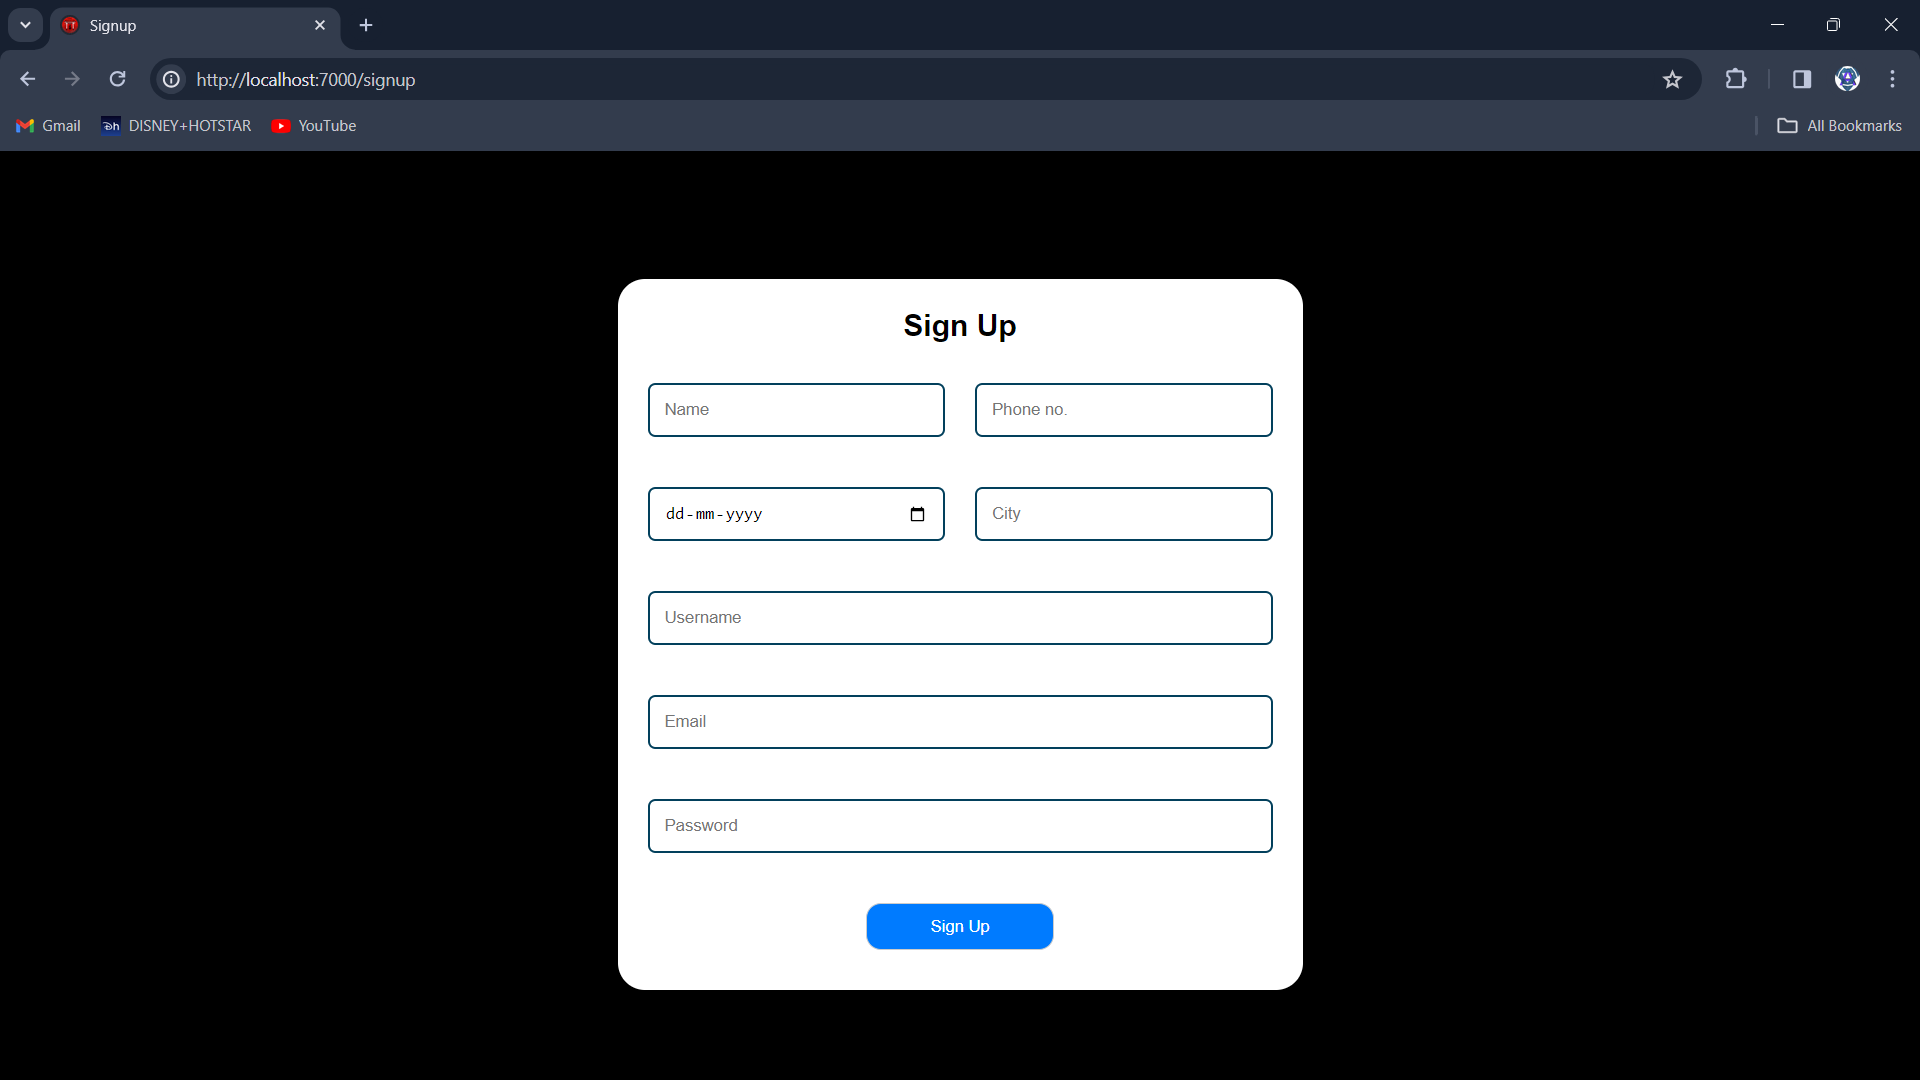 Signup
http://localhost:7000/signup
Gmail DISNEY+HOTSTAR YouTube All Bookmarks
Sign Up
Name Phone no.
dd-mm-yyyy City
Username
Email
Password
Sign Up